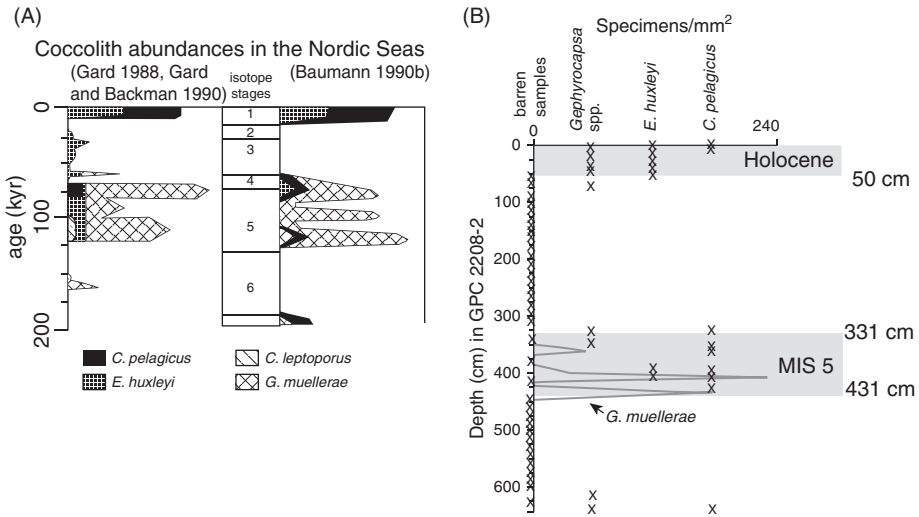 (A)
Coccolith abundances in the Nordic Seas
(Gard 1988, Gard
and Backman 1990)
isotope
stages
(Baumann 1990b)
0
100
200
age (kyr)
1
2
3
4
5
6
C. pelagicus
C. leptoporus
E. huxleyi
G. muellerae
(B)
Specimens/mm²
barren
samples
Gephyrocapsa
spp.
E. huxleyi
C. pelagicus
0
240
0
100
200
300
400
500
600
Depth (cm) in GPC 2208-2
Holocene
50 cm
331 cm
MIS 5
431 cm
G. muellerae